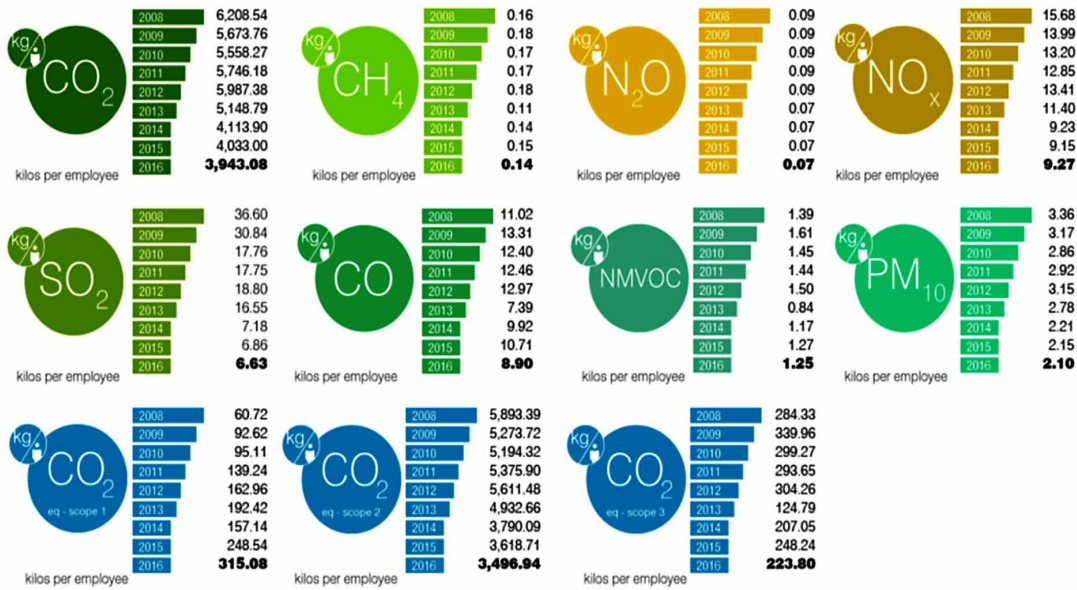 kg
CO2
2008 6,208.54
2009 5,673.76
2010 5,558.27
2011 5,746.18
2012 5,987.38
2013 5,148.79
2014 4,113.90
2015 4,033.00
2016 3,943.08
kilos per employee
kg
CH4
2008 0.16
2009 0.18
2010 0.17
2011 0.17
2012 0.18
2013 0.11
2014 0.14
2015 0.15
2016 0.14
kilos per employee
kg
N2O
2008 0.09
2009 0.09
2010 0.09
2011 0.09
2012 0.09
2013 0.07
2014 0.07
2015 0.07
2016 0.07
kilos per employee
kg
NOx
2008 15.68
2009 13.99
2010 13.20
2011 12.85
2012 13.41
2013 11.40
2014 9.23
2015 9.15
2016 9.27
kilos per employee
kg
SO2
2008 36.60
2009 30.84
2010 17.76
2011 17.75
2012 18.80
2013 16.55
2014 7.18
2015 6.86
2016 6.63
kilos per employee
kg
CO
2008 11.02
2009 13.31
2010 12.40
2011 12.46
2012 12.97
2013 7.39
2014 9.92
2015 10.71
2016 8.90
kilos per employee
kg
NMVOC
2008 1.39
2009 1.61
2010 1.45
2011 1.44
2012 1.50
2013 0.84
2014 1.17
2015 1.27
2016 1.25
kilos per employee
kg
PM10
2008 3.36
2009 3.17
2010 2.86
2011 2.92
2012 3.15
2013 2.78
2014 2.21
2015 2.15
2016 2.10
kilos per employee
kg
CO2
eq - scope 1
2008 60.72
2009 92.62
2010 95.11
2011 139.24
2012 162.96
2013 192.42
2014 157.14
2015 248.54
2016 315.08
kilos per employee
kg
CO2
eq - scope 2
2008 5,893.39
2009 5,273.72
2010 5,194.32
2011 5,375.90
2012 5,611.48
2013 4,932.66
2014 3,790.09
2015 3,618.71
2016 3,496.94
kilos per employee
kg
CO2
eq - scope 3
2008 284.33
2009 339.96
2010 299.27
2011 293.65
2012 304.26
2013 124.79
2014 207.05
2015 248.24
2016 223.80
kilos per employee